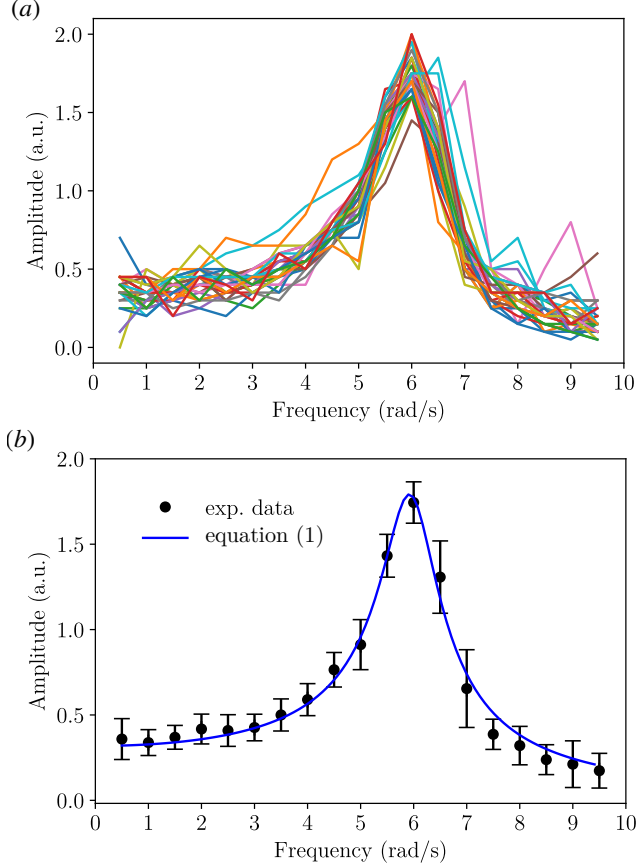 (a)
2.0
1.5
1.0
0.5
0.0
Amplitude (a.u.)
0 1 2 3 4 5 6 7 8 9 10
Frequency (rad/s)
(b)
2.0
1.5
1.0
0.5
0.0
Amplitude (a.u.)
exp. data
equation (1)
0 1 2 3 4 5 6 7 8 9 10
Frequency (rad/s)